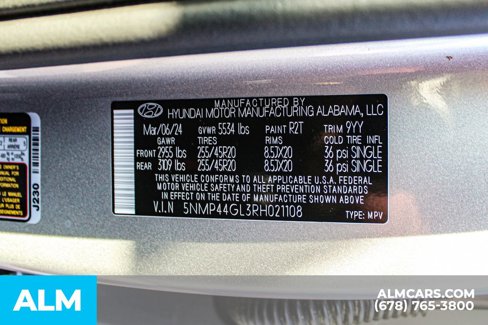 MANUFACTURED BY
HYUNDAI MOTOR MANUFACTURING ALABAMA, LLC
Mar/06/24 GVWR 5534 lbs PAINT R2T TRIM 9YY
GAWR TIRES RIMS COLD TIRE INFL
FRONT 2955 lbs 255/45R20 8.5JX20 36 psi SINGLE
REAR 3109 lbs 255/45R20 8.5JX20 36 psi SINGLE
THIS VEHICLE CONFORMS TO ALL APPLICABLE U.S.A. FEDERAL
MOTOR VEHICLE SAFETY AND THEFT PREVENTION STANDARDS
IN EFFECT ON THE DATE OF MANUFACTURE SHOWN ABOVE.
V.I.N 5NMP44GL3RH021108 TYPE: MPV
J230
ALM
ALMCARS.COM
(678) 765-3800